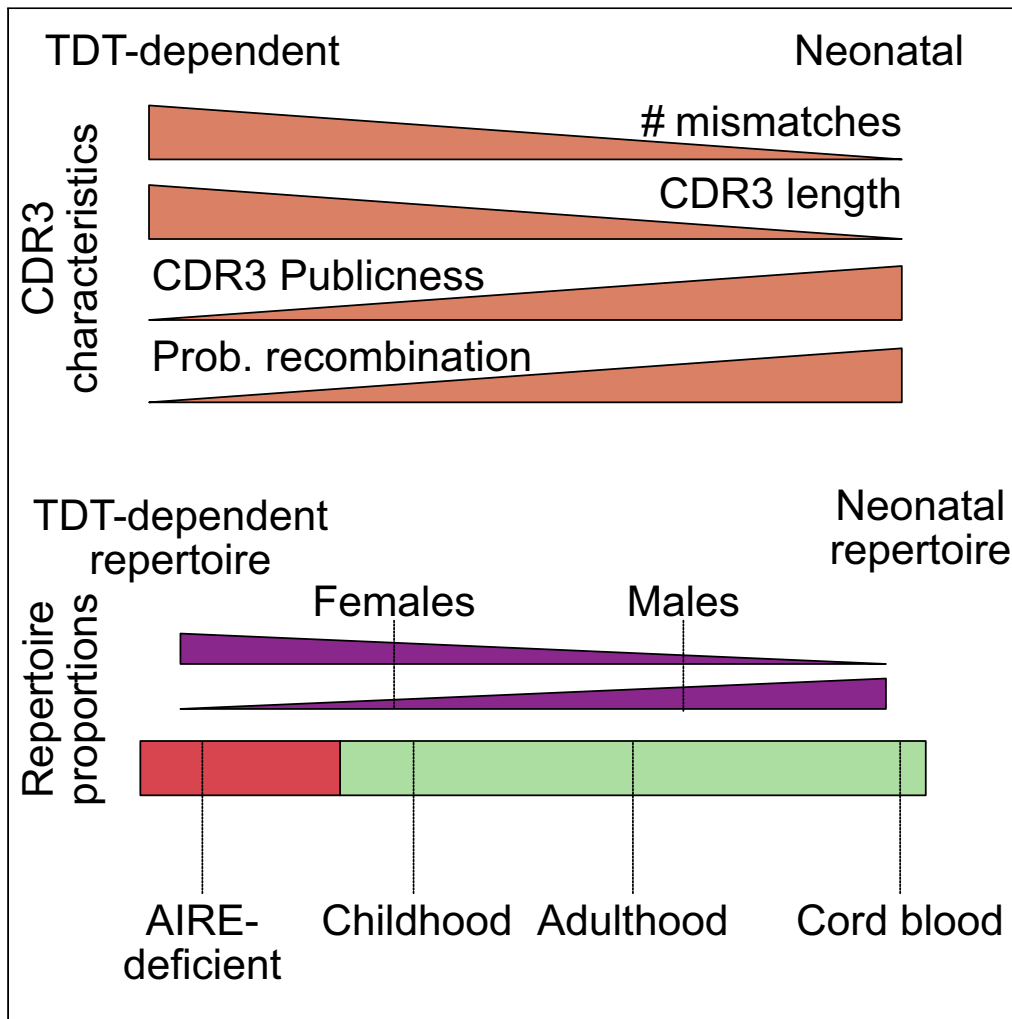 TDT-dependent
Neonatal
CDR3
characteristics
# mismatches
CDR3 length
CDR3 Publicness
Prob. recombination
TDT-dependent
repertoire
Neonatal
repertoire
Repertoire
proportions
Females
Males
AIRE-
deficient
Childhood
Adulthood
Cord blood